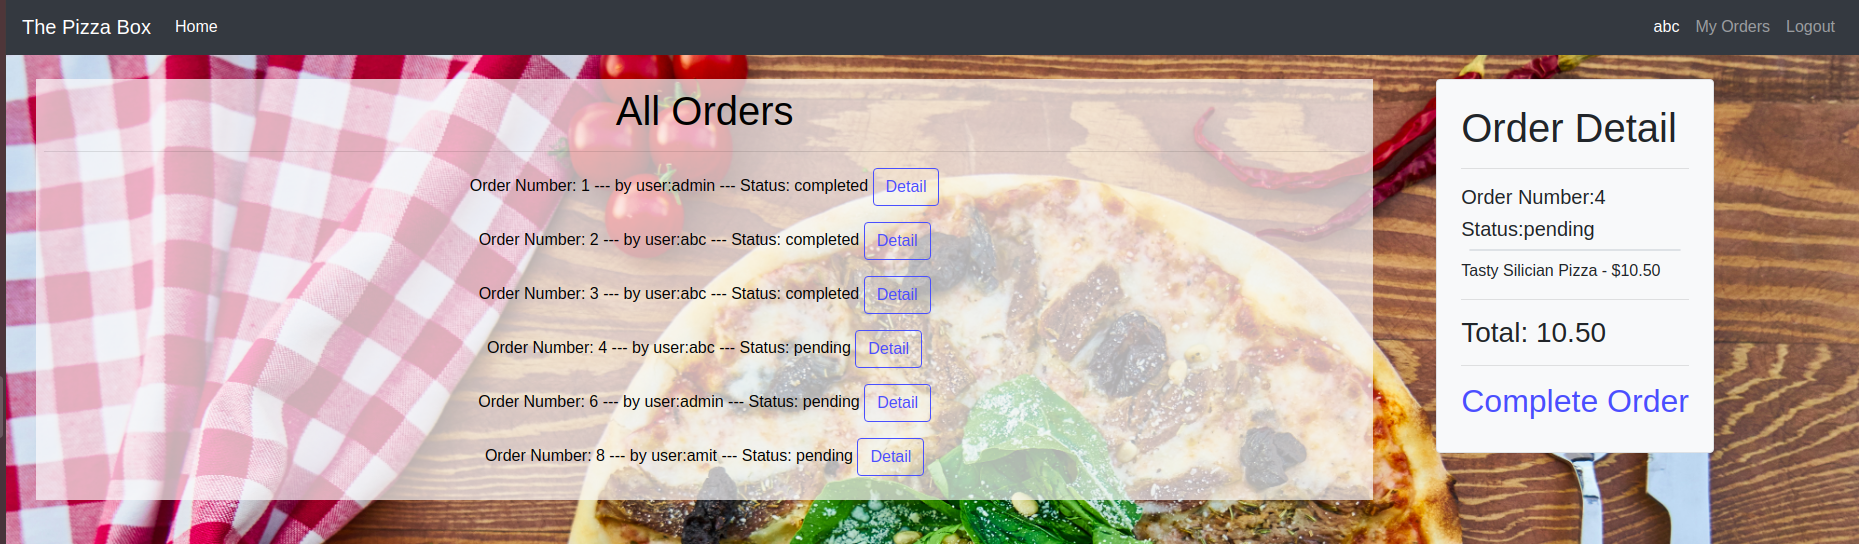 The Pizza Box Home abc My Orders Logout
All Orders
Order Number: 1 --- by user:admin --- Status: completed Detail
Order Number: 2 --- by user:abc --- Status: completed Detail
Order Number: 3 --- by user:abc --- Status: completed Detail
Order Number: 4 --- by user:abc --- Status: pending Detail
Order Number: 6 --- by user:admin --- Status: pending Detail
Order Number: 8 --- by user:amit --- Status: pending Detail
Order Detail
Order Number:4
Status:pending
Tasty Silician Pizza - $10.50
Total: 10.50
Complete Order